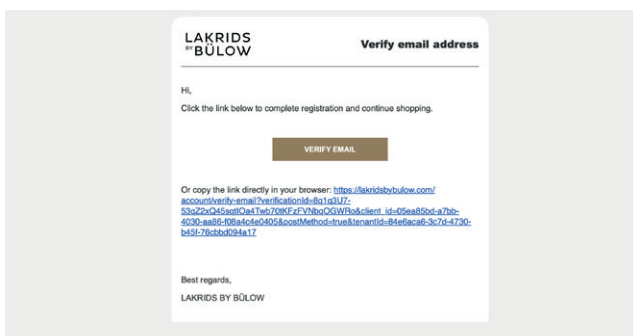 LAKRIDS
BY BÜLOW
Verify email address
Hi,
Click the link below to complete registration and continue shopping.
VERIFY EMAIL
Or copy the link directly in your browser: https://lakridsbybulow.com/
account/verify-email?verificationId=8q1q3U7-
53qZ2xQ45sqtIOa4Twb70tKFzFVNbqOGWRo&client_id=05ea85bd-a7bb-
4030-aa86-f08a4c4e0405&postMethod=true&tenantId=84e6aca6-3c7d-4730-
b45f-76cbbd094a17
Best regards,
LAKRIDS BY BÜLOW